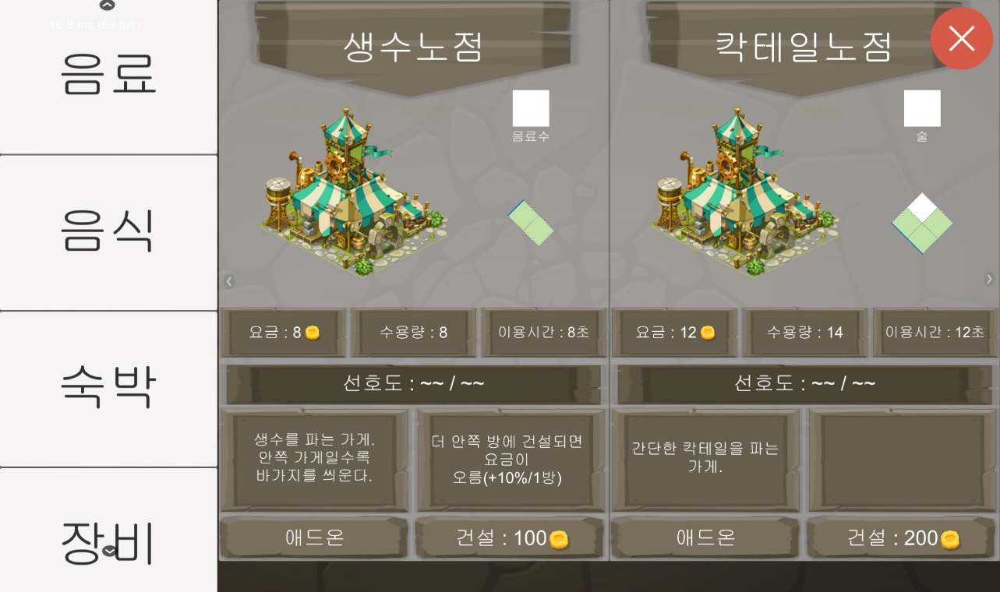 16.8 ms (59 fps)
음료
음식
숙박
장비
생수노점
음료수
요금 : 8
수용량 : 8
이용시간 : 8초
선호도 : ~~ / ~~
생수를 파는 가게.
안쪽 가게일수록
바가지를 씌운다.
더 안쪽 방에 건설되면
요금이
오름(+10%/1방)
애드온
건설 : 100
칵테일노점
술
요금 : 12
수용량 : 14
이용시간 : 12초
선호도 : ~~ / ~~
간단한 칵테일을 파는
가게.
애드온
건설 : 200